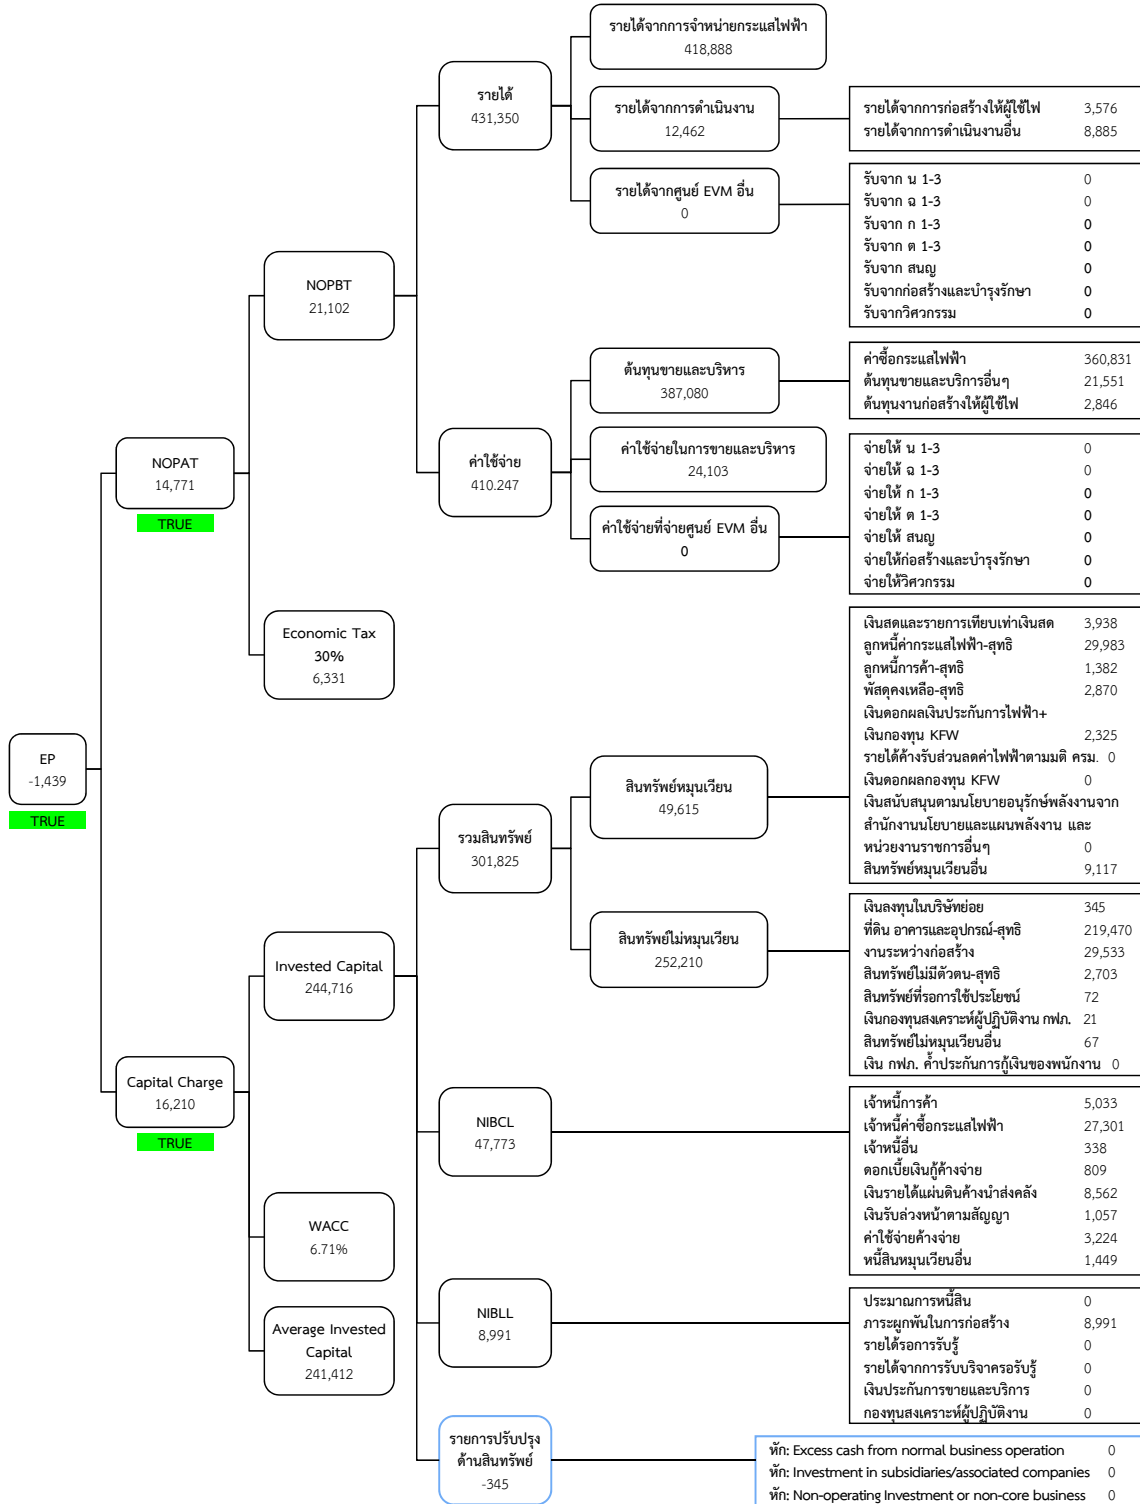 รายได้จากการจำหน่ายกระแสไฟฟ้า
418,888
รายได้
431,350
รายได้จากการดำเนินงาน
12,462
รายได้จากการก่อสร้างให้ผู้ใช้ไฟ 3,576
รายได้จากการดำเนินงานอื่น 8,885
รายได้จากศูนย์ EVM อื่น
0
รับจาก น 1-3 0
รับจาก ฉ 1-3 0
รับจาก ก 1-3 0
รับจาก ต 1-3 0
รับจาก สนญ 0
รับจากก่อสร้างและบำรุงรักษา 0
รับจากวิศวกรรม 0
NOPBT
21,102
ต้นทุนขายและบริหาร
387,080
ค่าซื้อกระแสไฟฟ้า 360,831
ต้นทุนขายและบริการอื่นๆ 21,551
ต้นทุนงานก่อสร้างให้ผู้ใช้ไฟ 2,846
NOPAT
14,771
TRUE
ค่าใช้จ่าย
410.247
ค่าใช้จ่ายในการขายและบริหาร
24,103
ค่าใช้จ่ายที่จ่ายศูนย์ EVM อื่น
0
จ่ายให้ น 1-3 0
จ่ายให้ ฉ 1-3 0
จ่ายให้ ก 1-3 0
จ่ายให้ ต 1-3 0
จ่ายให้ สนญ 0
จ่ายให้ก่อสร้างและบำรุงรักษา 0
จ่ายให้วิศวกรรม 0
Economic Tax
30%
6,331
EP
-1,439
TRUE
เงินสดและรายการเทียบเท่าเงินสด 3,938
ลูกหนี้ค่ากระแสไฟฟ้า-สุทธิ 29,983
ลูกหนี้การค้า-สุทธิ 1,382
พัสดุคงเหลือ-สุทธิ 2,870
เงินดอกผลเงินประกันการไฟฟ้า+
เงินกองทุน KFW 2,325
รายได้ค้างรับส่วนลดค่าไฟฟ้าตามมติ ครม. 0
เงินดอกผลกองทุน KFW 0
เงินสนับสนุนตามนโยบายอนุรักษ์พลังงานจาก
สำนักงานนโยบายและแผนพลังงาน และ
หน่วยงานราชการอื่นๆ 0
สินทรัพย์หมุนเวียนอื่น 9,117
สินทรัพย์หมุนเวียน
49,615
รวมสินทรัพย์
301,825
สินทรัพย์ไม่หมุนเวียน
252,210
เงินลงทุนในบริษัทย่อย 345
ที่ดิน อาคารและอุปกรณ์-สุทธิ 219,470
งานระหว่างก่อสร้าง 29,533
สินทรัพย์ไม่มีตัวตน-สุทธิ 2,703
สินทรัพย์ที่รอการใช้ประโยชน์ 72
เงินกองทุนสงเคราะห์ผู้ปฏิบัติงาน กฟภ. 21
สินทรัพย์ไม่หมุนเวียนอื่น 67
เงิน กฟภ. ค้ำประกันการกู้เงินของพนักงาน 0
Invested Capital
244,716
Capital Charge
16,210
TRUE
NIBCL
47,773
เจ้าหนี้การค้า 5,033
เจ้าหนี้ค่าซื้อกระแสไฟฟ้า 27,301
เจ้าหนี้อื่น 338
ดอกเบี้ยเงินกู้ค้างจ่าย 809
เงินรายได้แผ่นดินค้างนำส่งคลัง 8,562
เงินรับล่วงหน้าตามสัญญา 1,057
ค่าใช้จ่ายค้างจ่าย 3,224
หนี้สินหมุนเวียนอื่น 1,449
WACC
6.71%
NIBLL
8,991
ประมาณการหนี้สิน 0
ภาระผูกพันในการก่อสร้าง 8,991
รายได้รอการรับรู้ 0
รายได้จากการรับบริจาครอรับรู้ 0
เงินประกันการขายและบริการ 0
กองทุนสงเคราะห์ผู้ปฏิบัติงาน 0
Average Invested
Capital
241,412
รายการปรับปรุง
ด้านสินทรัพย์
-345
หัก: Excess cash from normal business operation 0
หัก: Investment in subsidiaries/associated companies 0
หัก: Non-operating Investment or non-core business 0